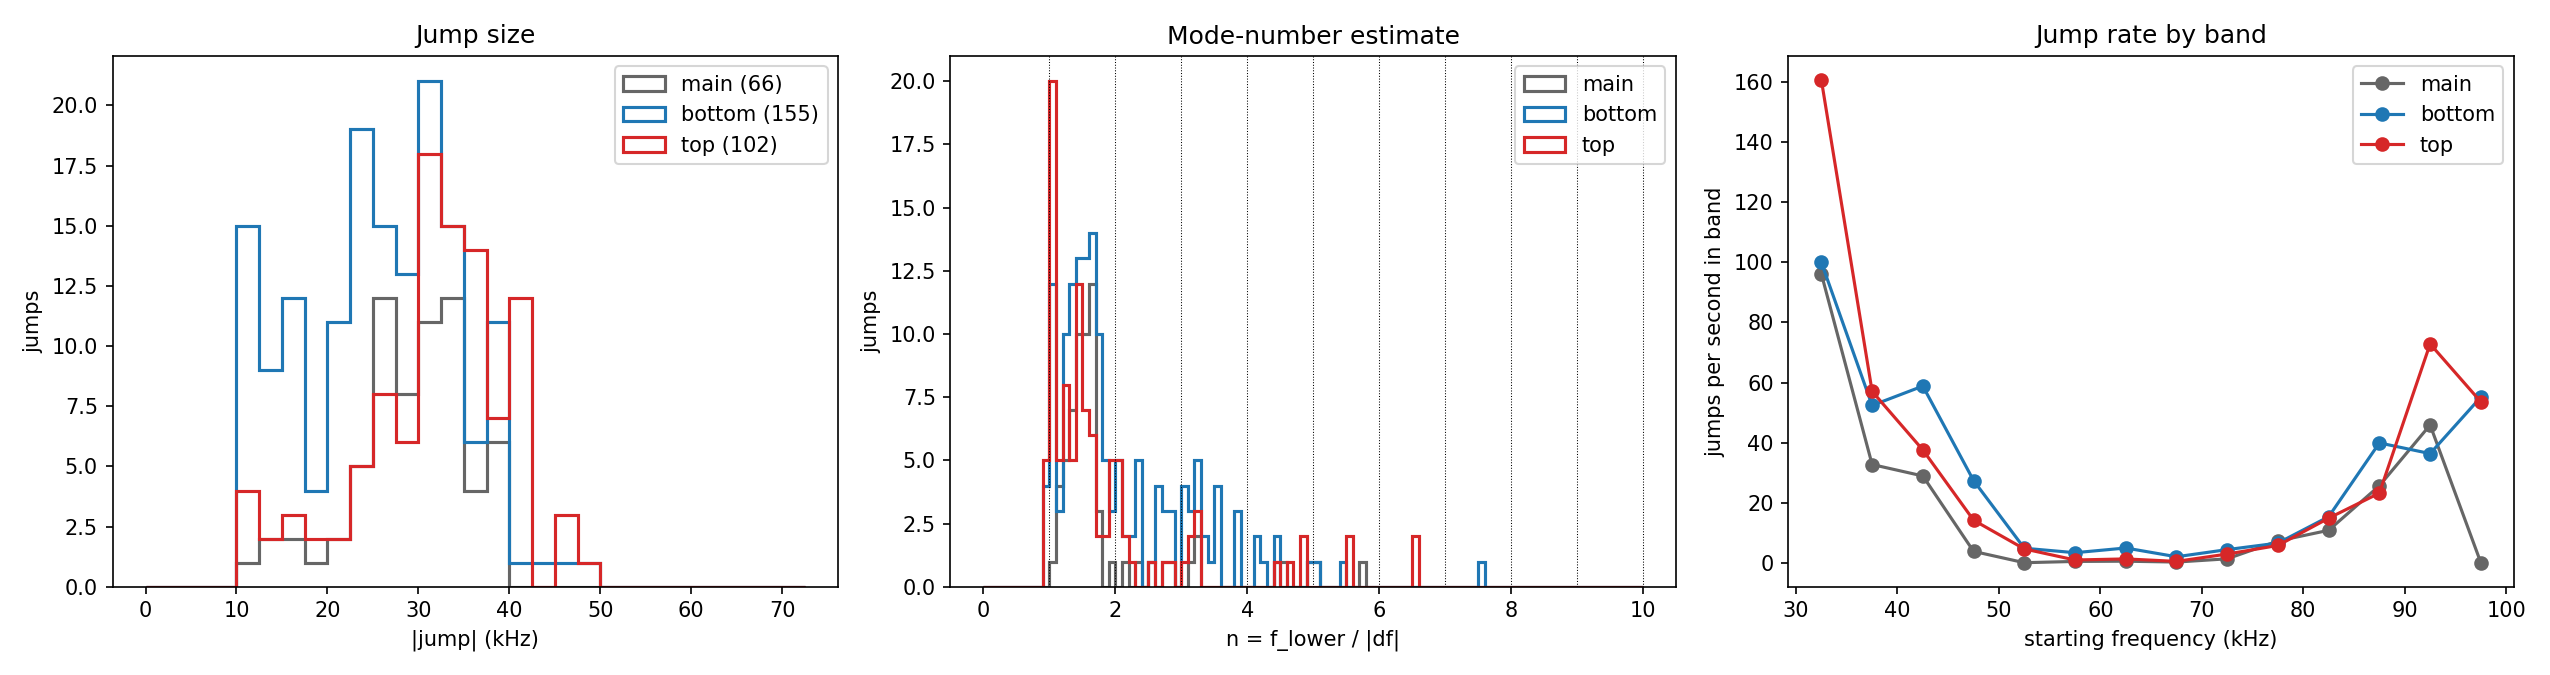 Jump size
jumps
0.0
2.5
5.0
7.5
10.0
12.5
15.0
17.5
20.0
main (66)
bottom (155)
top (102)
0 10 20 30 40 50 60 70
|jump| (kHz)
Mode-number estimate
jumps
0.0
2.5
5.0
7.5
10.0
12.5
15.0
17.5
20.0
main
bottom
top
0 2 4 6 8 10
n = f_lower / |df|
Jump rate by band
jumps per second in band
0
20
40
60
80
100
120
140
160
main
bottom
top
30 40 50 60 70 80 90 100
starting frequency (kHz)